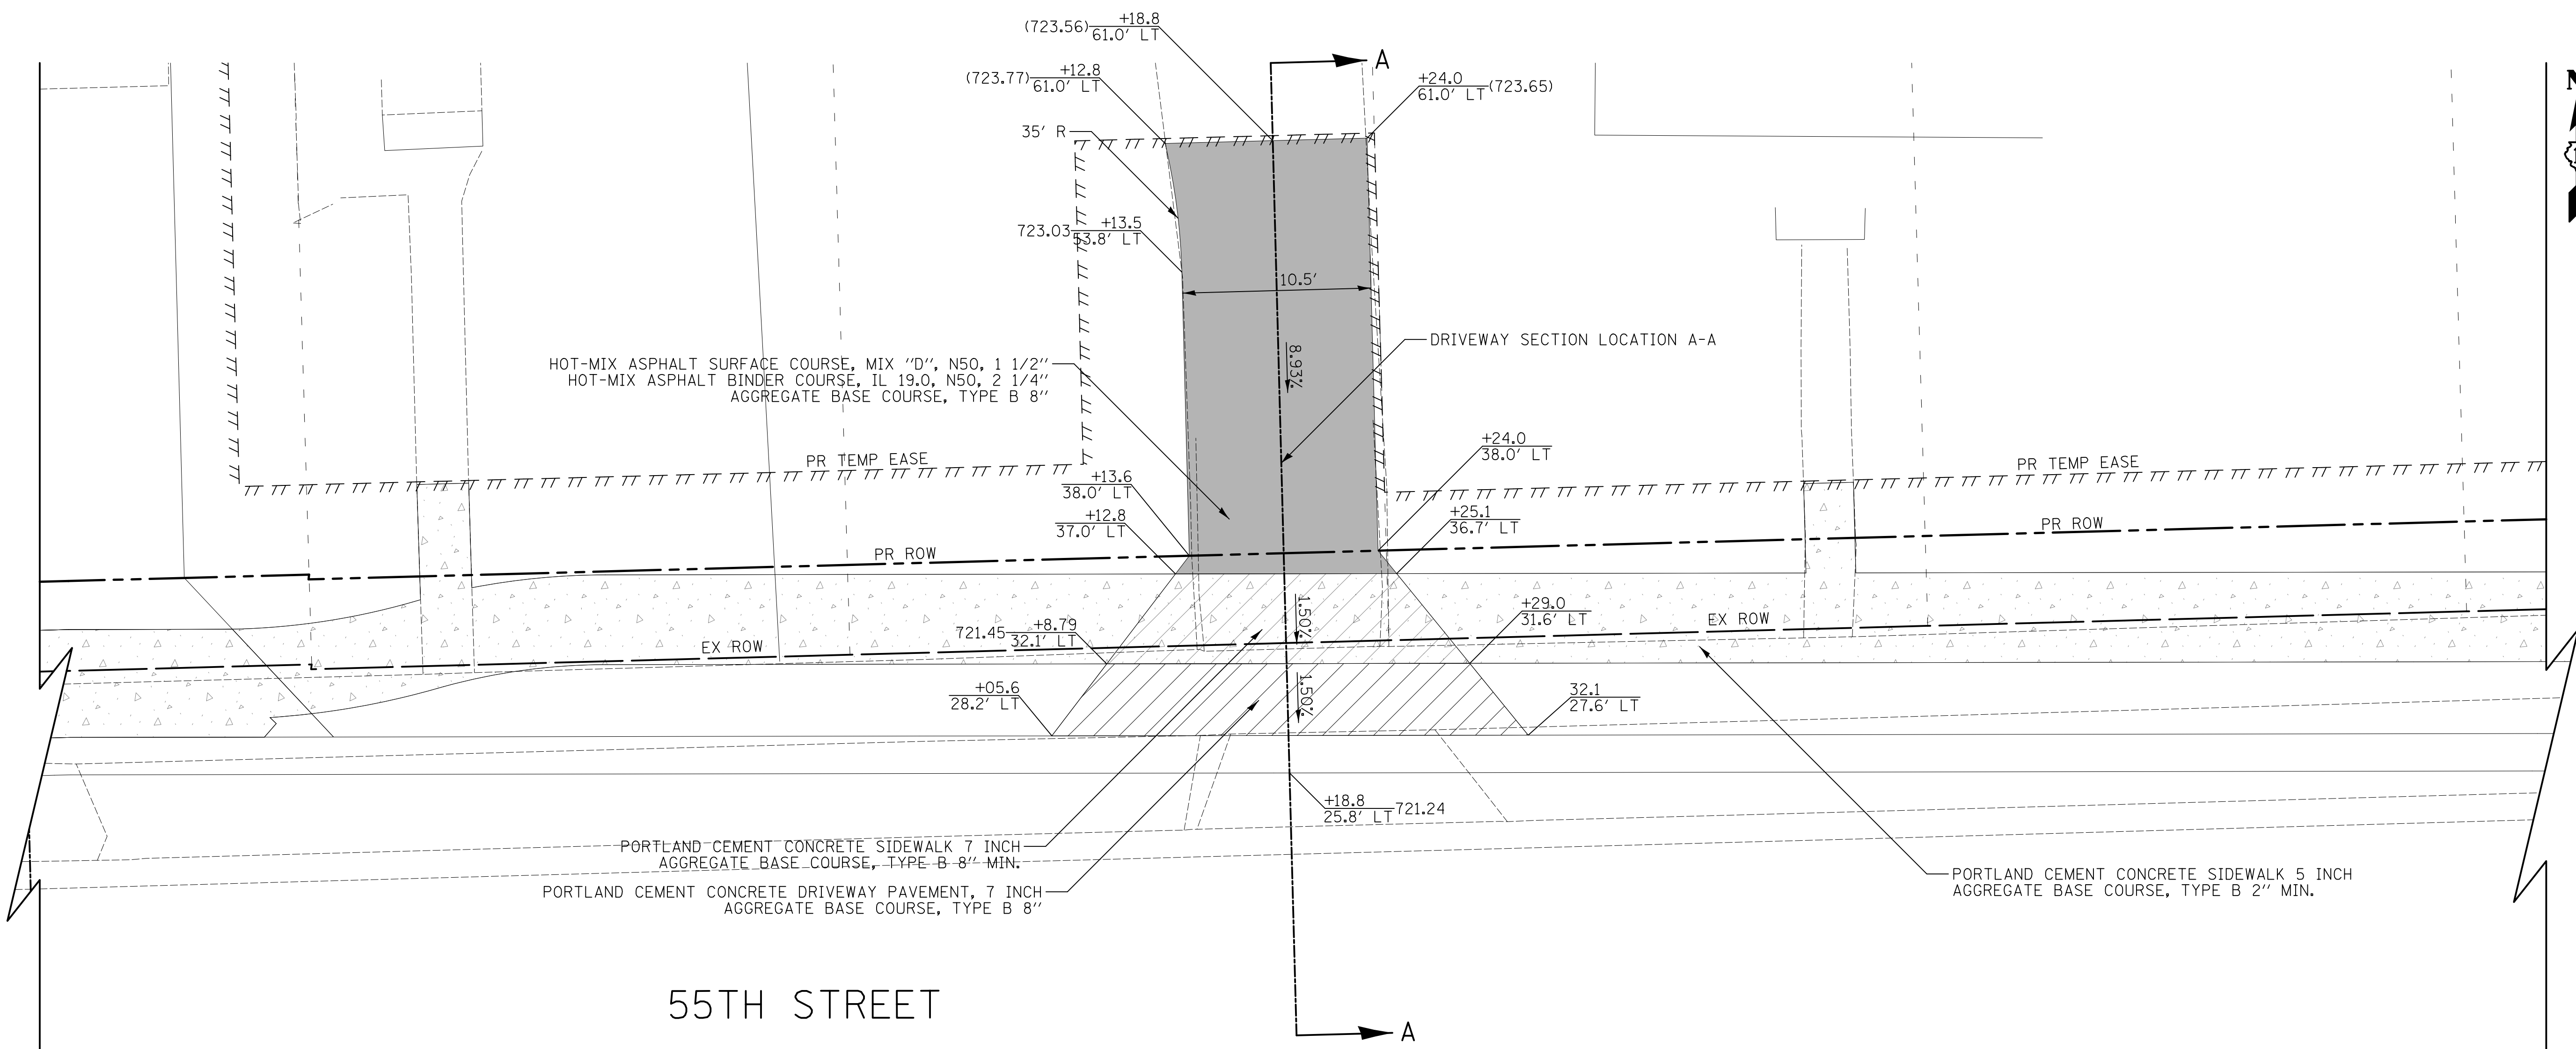 +18.8
(723.56)
61.0' LT
A
+12.8
(723.77)
61.0' LT
+24.0
(723.65)
61.0' LT
N
35' R
+13.5
723.03
53.8' LT
10.5'
DRIVEWAY SECTION LOCATION A-A
8.93%
HOT-MIX ASPHALT SURFACE COURSE, MIX "D", N50, 1 1/2"
HOT-MIX ASPHALT BINDER COURSE, IL 19.0, N50, 2 1/4"
AGGREGATE BASE COURSE, TYPE B 8"
+24.0
38.0' LT
PR TEMP EASE
PR TEMP EASE
+13.6
38.0' LT
+12.8
37.0' LT
+25.1
36.7' LT
PR ROW
PR ROW
+29.0
31.6' LT
1.50%
+8.79
721.45
32.1' LT
EX ROW
EX ROW
1.50%
+05.6
28.2' LT
32.1
27.6' LT
+18.8
721.24
25.8' LT
PORTLAND CEMENT CONCRETE SIDEWALK 7 INCH
AGGREGATE BASE COURSE, TYPE B 8" MIN.
PORTLAND CEMENT CONCRETE DRIVEWAY PAVEMENT, 7 INCH
AGGREGATE BASE COURSE, TYPE B 8"
PORTLAND CEMENT CONCRETE SIDEWALK 5 INCH
AGGREGATE BASE COURSE, TYPE B 2" MIN.
55TH STREET
A